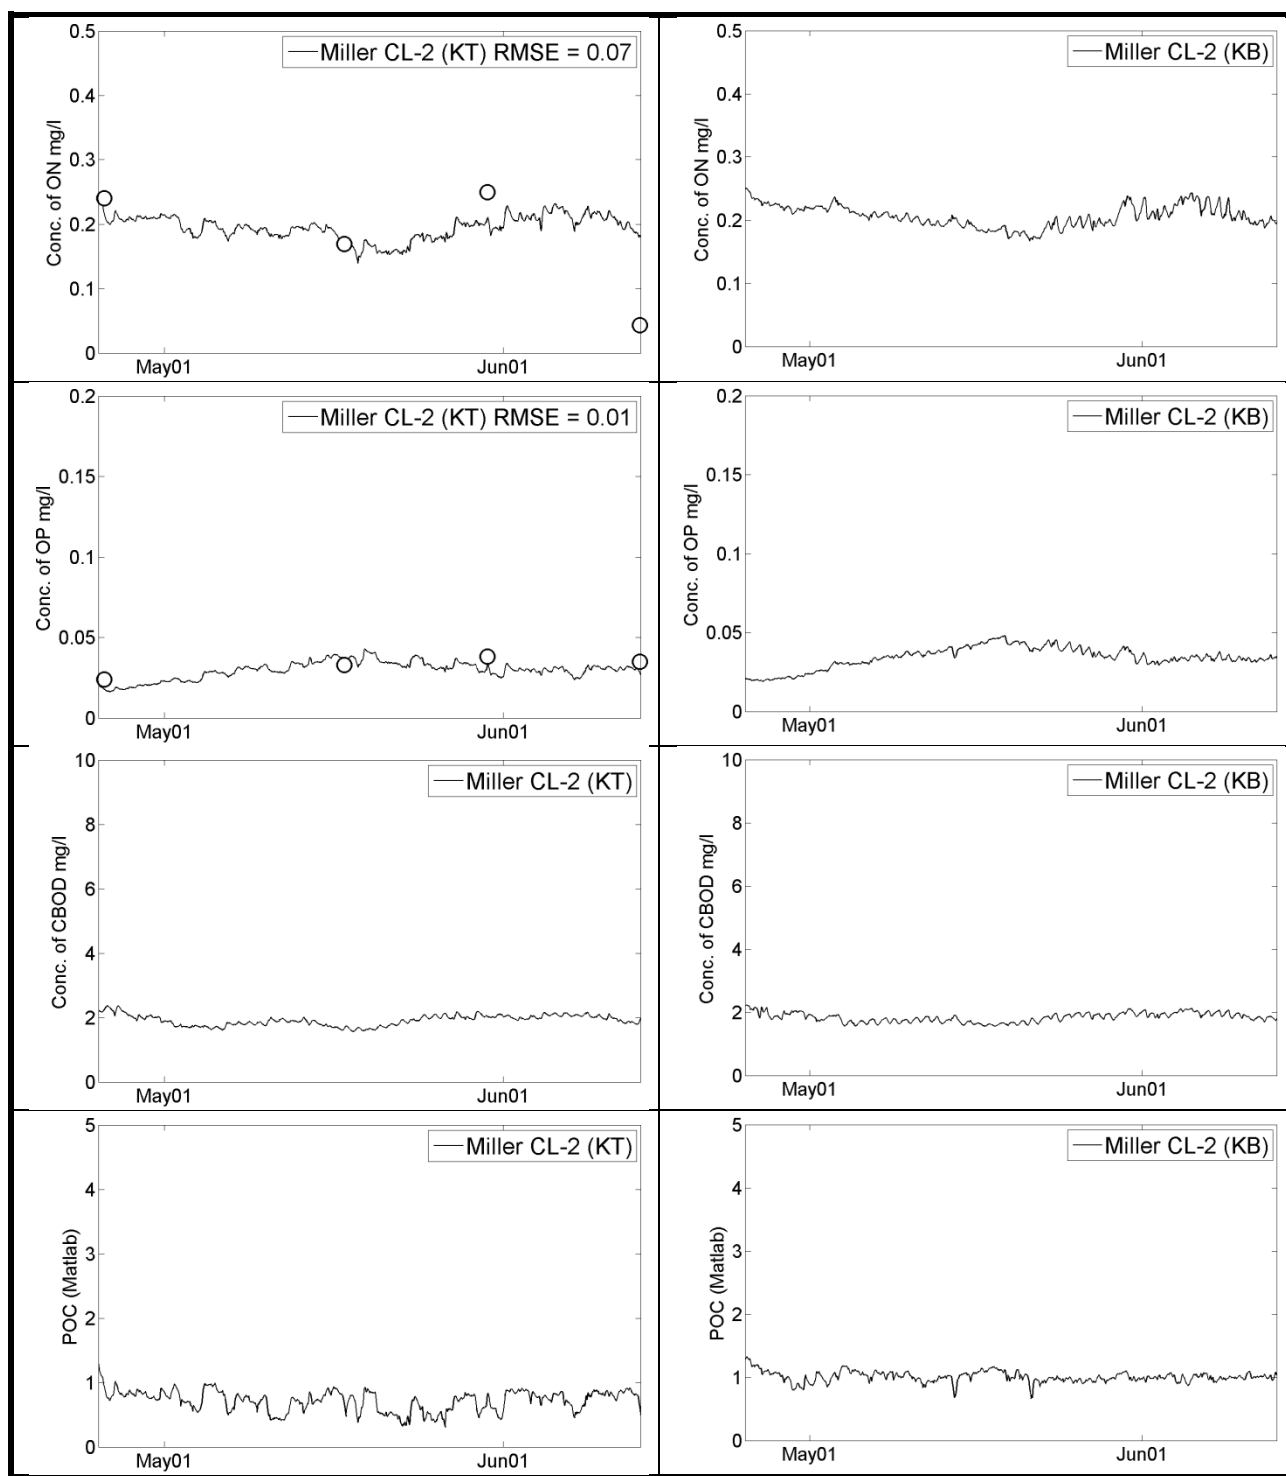 0.5
Miller CL-2 (KT) RMSE = 0.07
0.4
0.3
0.2
0.1
0
Conc. of ON mg/l
May01
Jun01
0.5
Miller CL-2 (KB)
0.4
0.3
0.2
0.1
0
Conc. of ON mg/l
May01
Jun01
0.2
Miller CL-2 (KT) RMSE = 0.01
0.15
0.1
0.05
0
Conc. of OP mg/l
May01
Jun01
0.2
Miller CL-2 (KB)
0.15
0.1
0.05
0
Conc. of OP mg/l
May01
Jun01
10
Miller CL-2 (KT)
8
6
4
2
0
Conc. of CBOD mg/l
May01
Jun01
10
Miller CL-2 (KB)
8
6
4
2
0
Conc. of CBOD mg/l
May01
Jun01
5
Miller CL-2 (KT)
4
3
2
1
0
POC (Matlab)
May01
Jun01
5
Miller CL-2 (KB)
4
3
2
1
0
POC (Matlab)
May01
Jun01